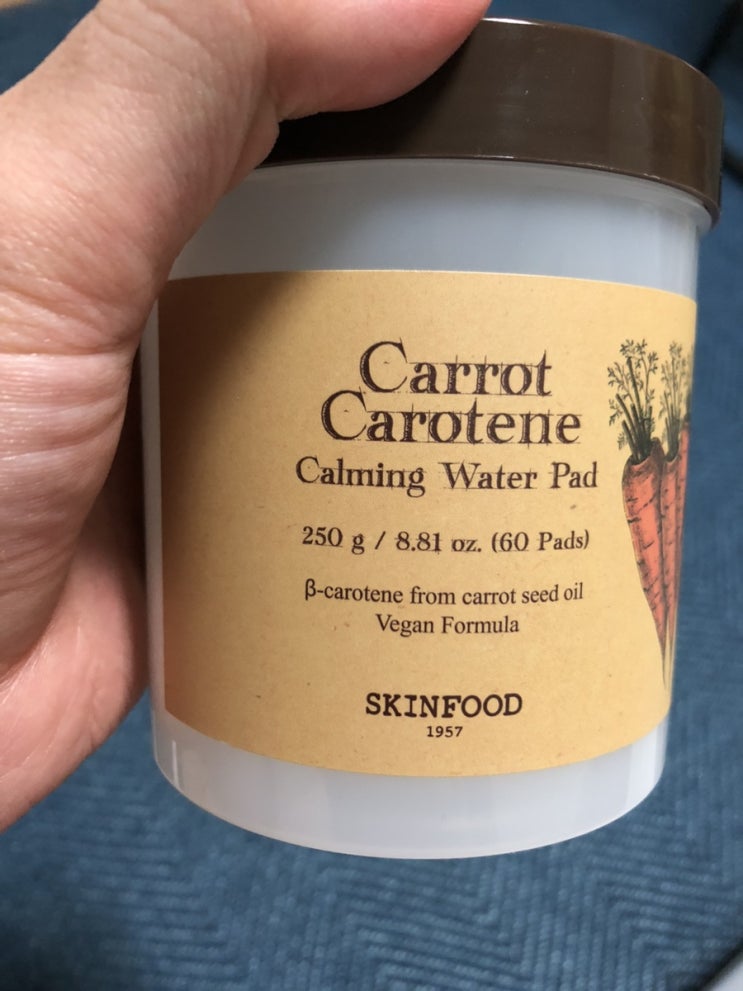 Carrot
Carotene
Calming Water Pad
250 g / 8.81 oz. (60 Pads)
β-carotene from carrot seed oil
Vegan Formula
SKINFOOD
1957